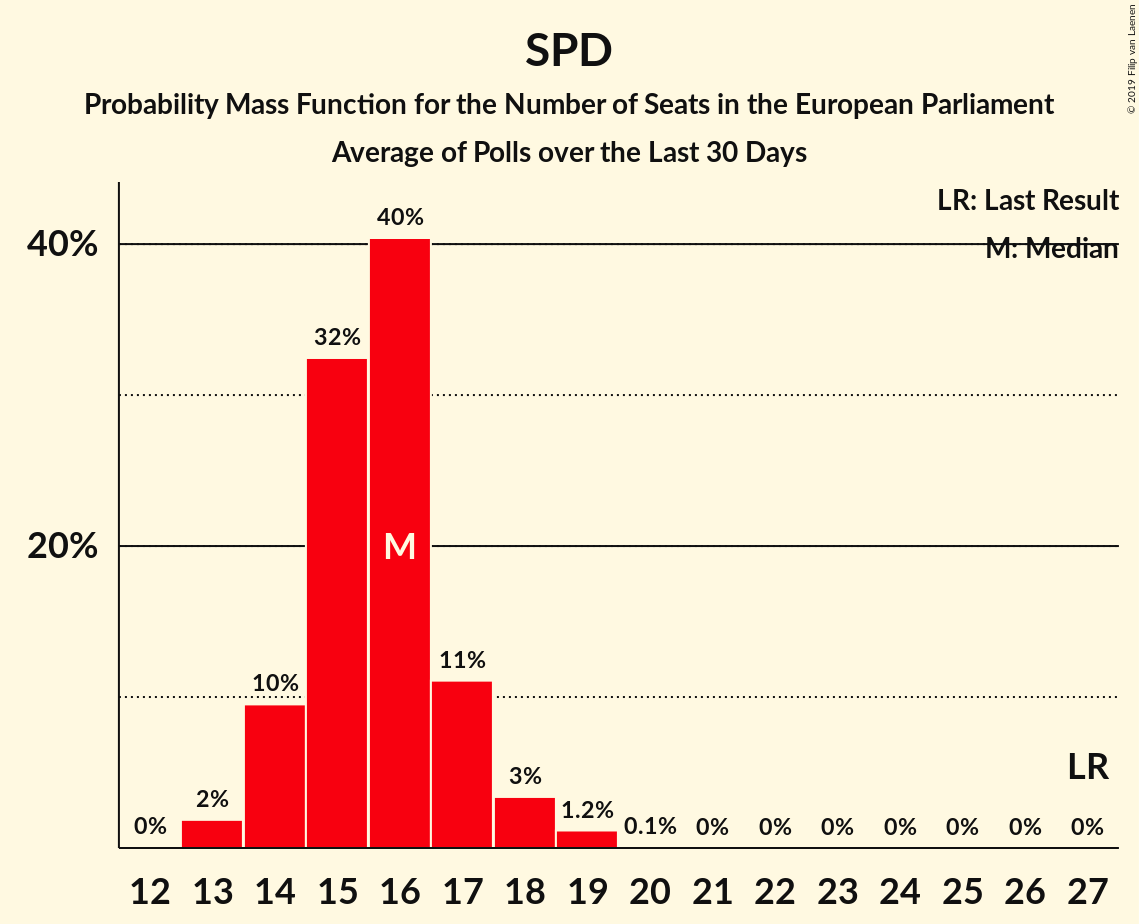 SPD
Probability Mass Function for the Number of Seats in the European Parliament
Average of Polls over the Last 30 Days
© 2019 Filip van Laenen
LR: Last Result
M: Median
40%
20%
0%
2%
10%
32%
40%
11%
3%
1.2%
0.1%
0%
0%
0%
0%
0%
0%
0%
M
LR
12 13 14 15 16 17 18 19 20 21 22 23 24 25 26 27